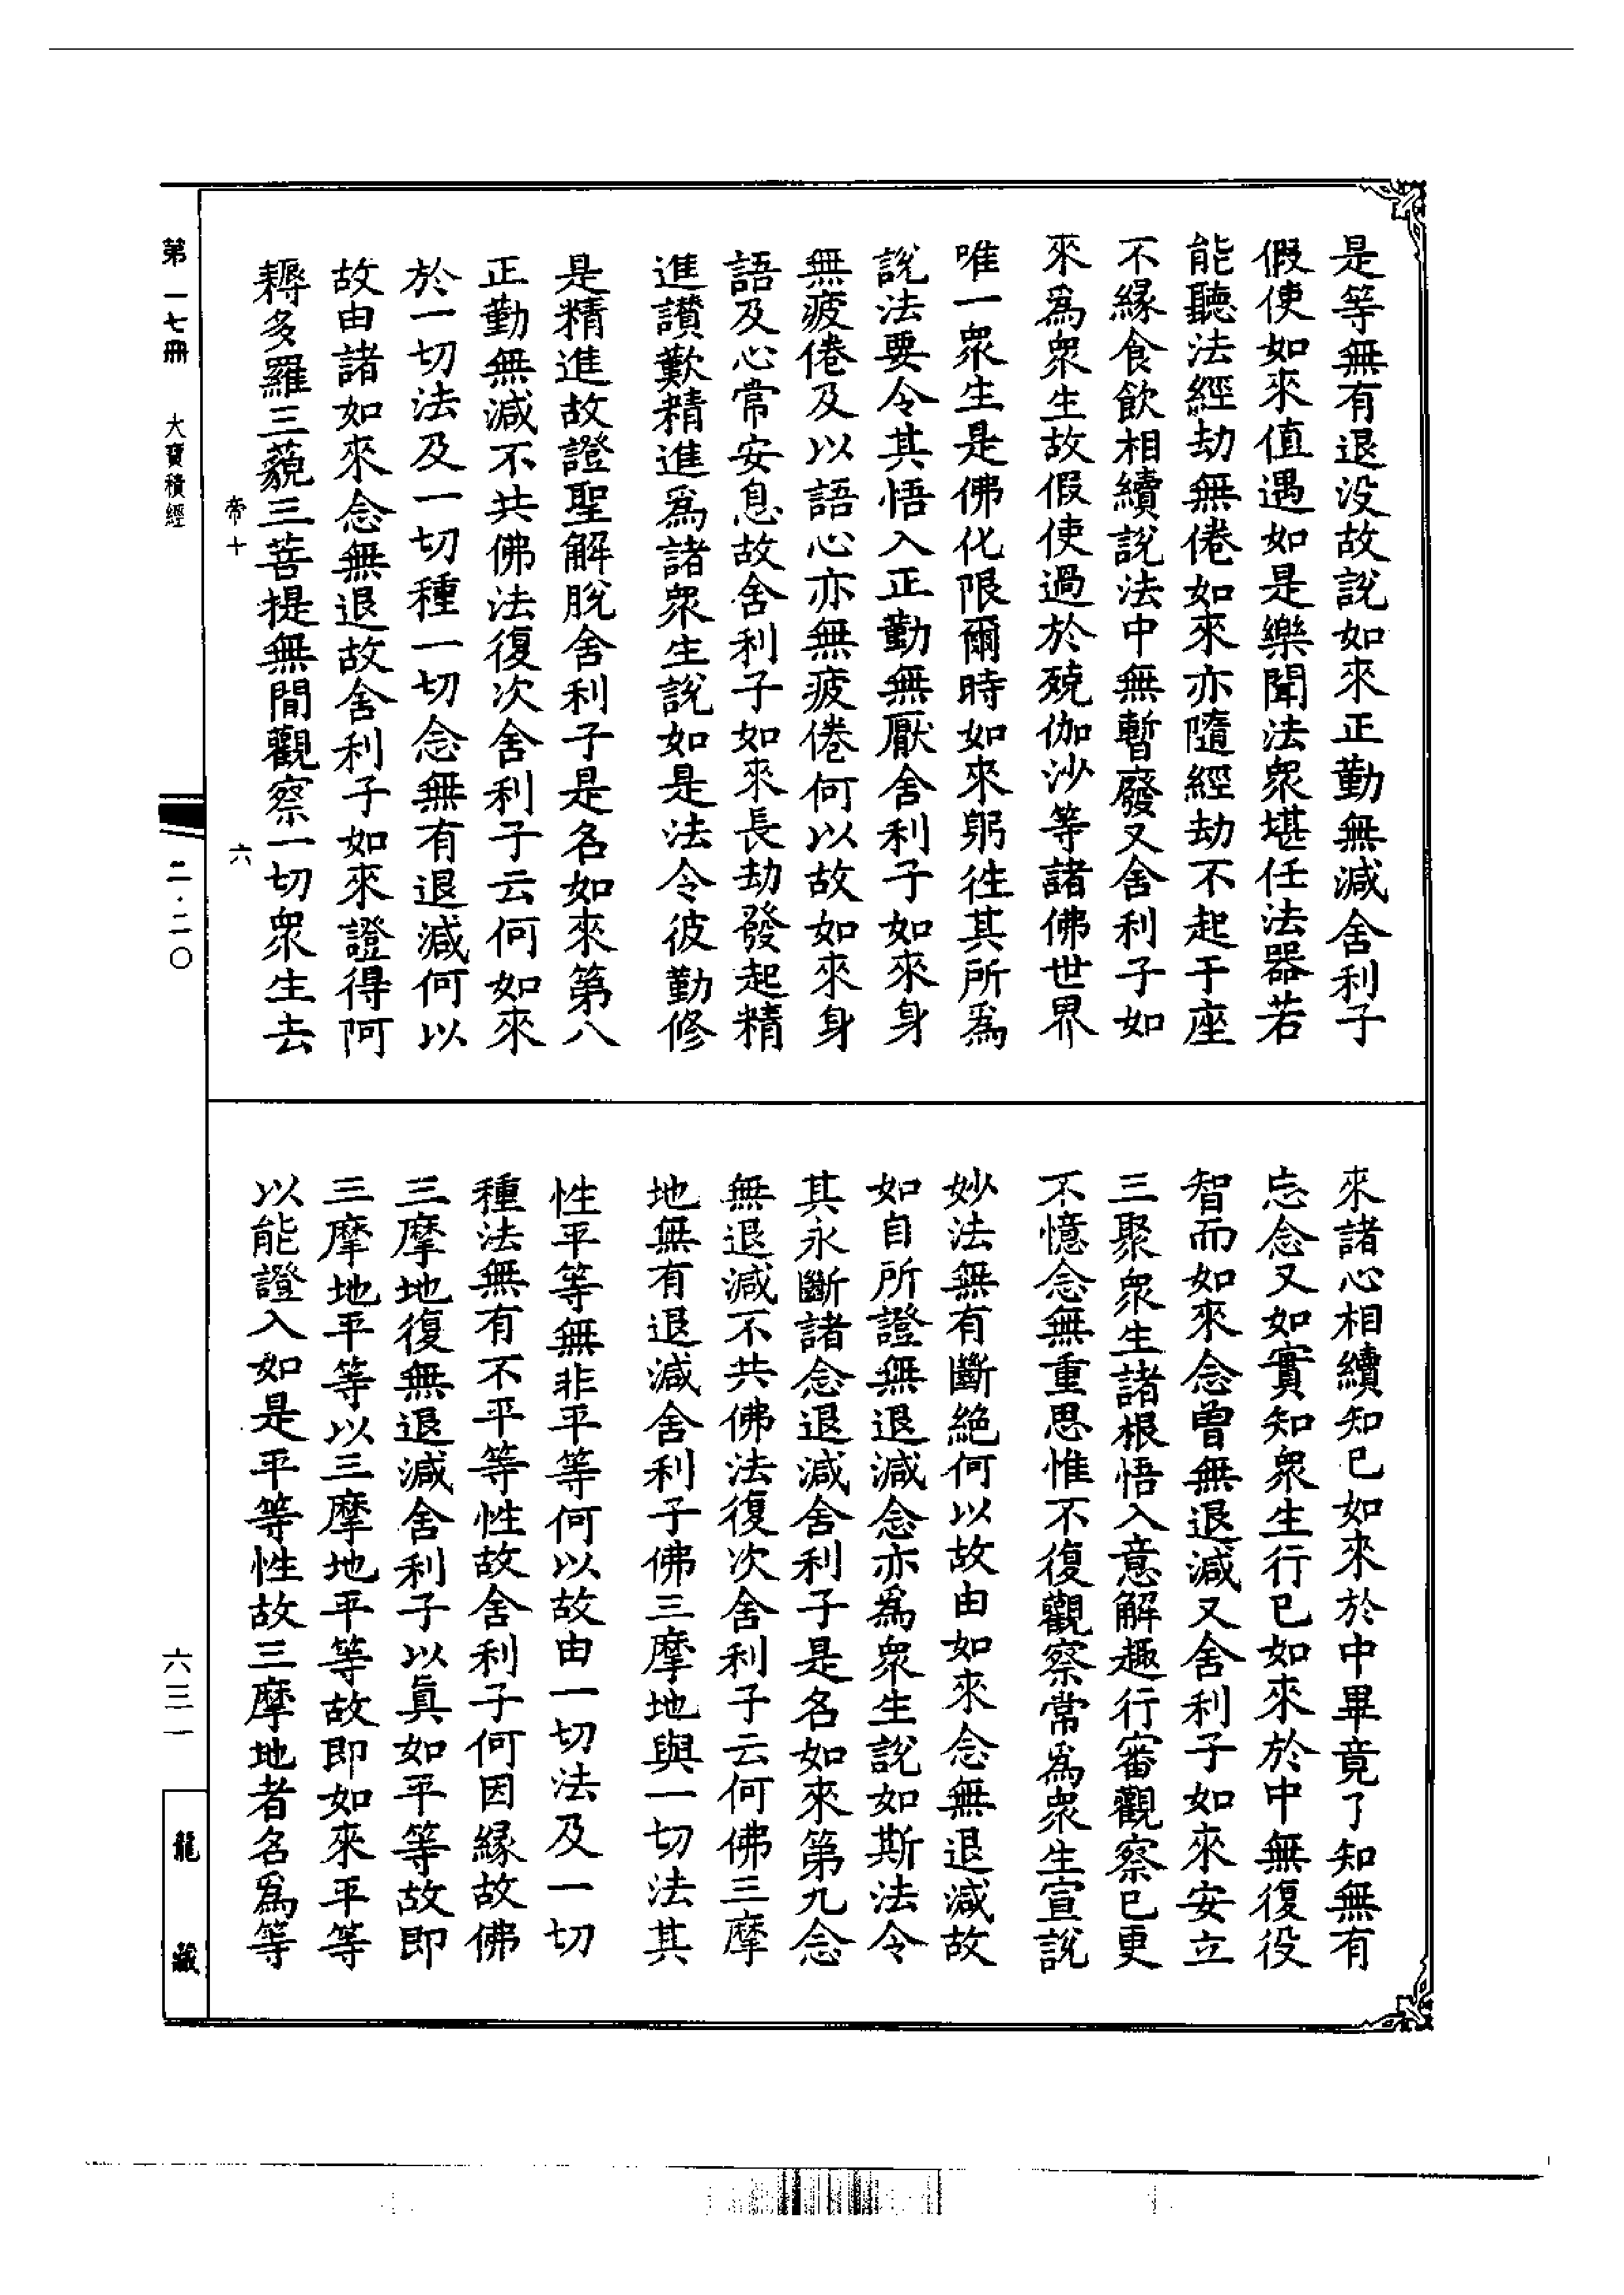 是等無有退没故說如來正勤無減舍利子
假使如來值遇如是樂聞法衆堪任法器若
能聽法經劫無倦如來亦隨經劫不起于座
不緣食飲相續說法中無暫廢又舍利子如
來爲衆生故假使過於殑伽沙等諸佛世界
唯一衆生是佛化限爾時如來躬往其所爲
說法要令其悟入正勤無厭舍利子如來身
無疲倦及以語心亦無疲倦何以故如來身
語及心常安息故舍利子如來長劫發起精
進讃歎精進爲諸衆生說如是法令彼勤修
是精進故證聖解脫舍利子是名如來第八
正勤無減不共佛法復次舍利子云何如來
於一切法及一切種一切念無有退減何以
故由諸如來念無退故舍利子如來證得阿
耨多羅三藐三菩提無間觀察一切衆生去
來諸心相續知已如來於中畢竟了知無有
忘念又如實知衆生行已如來於中無復役
智而如來念曾無退減又舍利子如來安立
三聚衆生諸根悟入意解趣行審觀察已更
不憶念無重思惟不復觀察常爲衆生宣說
妙法無有斷絶何以故由如來念無退減故
如自所證無退減念亦爲衆生說如斯法令
其永斷諸念退減舍利子是名如來第九念
無退減不共佛法復次舍利子云何佛三摩
地無有退減舍利子佛三摩地與一切法其
性平等無非平等何以故由一切法及一切
種法無有不平等性故舍利子何因緣故佛
三摩地復無退減舍利子以眞如平等故即
三摩地平等以三摩地平等故即如來平等
以能證入如是平等性故三摩地者名爲等
帝十 六
第一七冊 大寶積經 二·二〇 六三一 龍藏